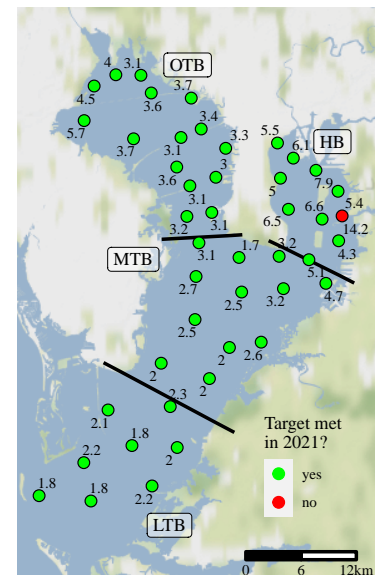 4 3.1 OTB
4.5 3.6 3.7
5.7 3.7 3.1 3.4 3.3
5.5 HB
6.1
3.6 3 5 7.9
3.1 5.4
3.2 3.1 6.5 6.6 14.2
MTB 3.1 1.7 3.2 4.3
5.1
2.7 2.5 3.2 4.7
2.5
2 2.6
2 2
2.3
2.1
1.8 2
2.2
1.8 1.8 2.2
LTB
Target met
in 2021?
yes
no
0 6 12km